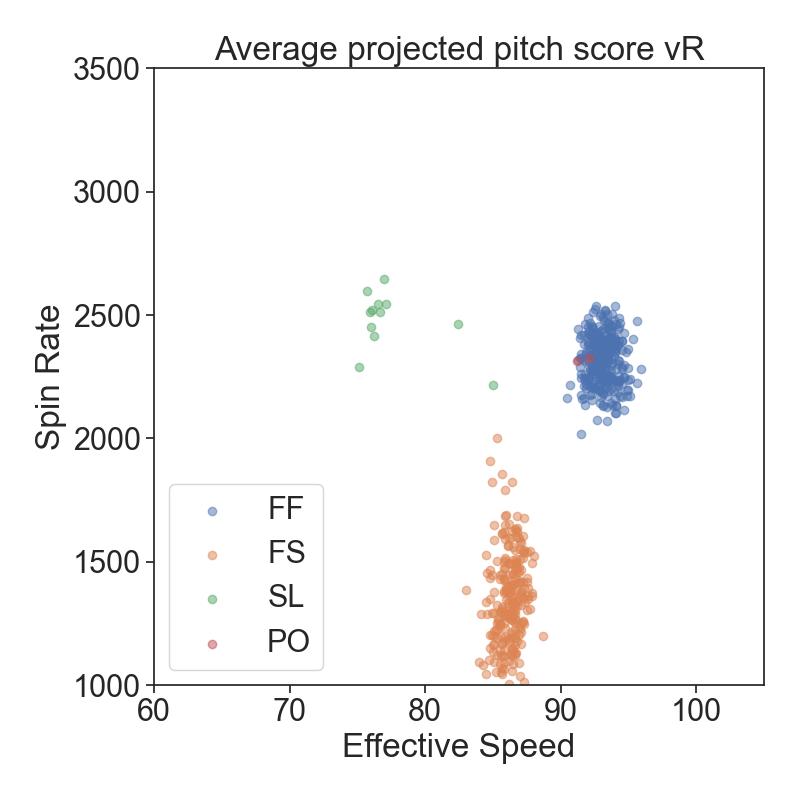 Average projected pitch score vR
3500
3000
2500
2000
1500
1000
Spin Rate
FF
FS
SL
PO
60
70
80
90
100
Effective Speed